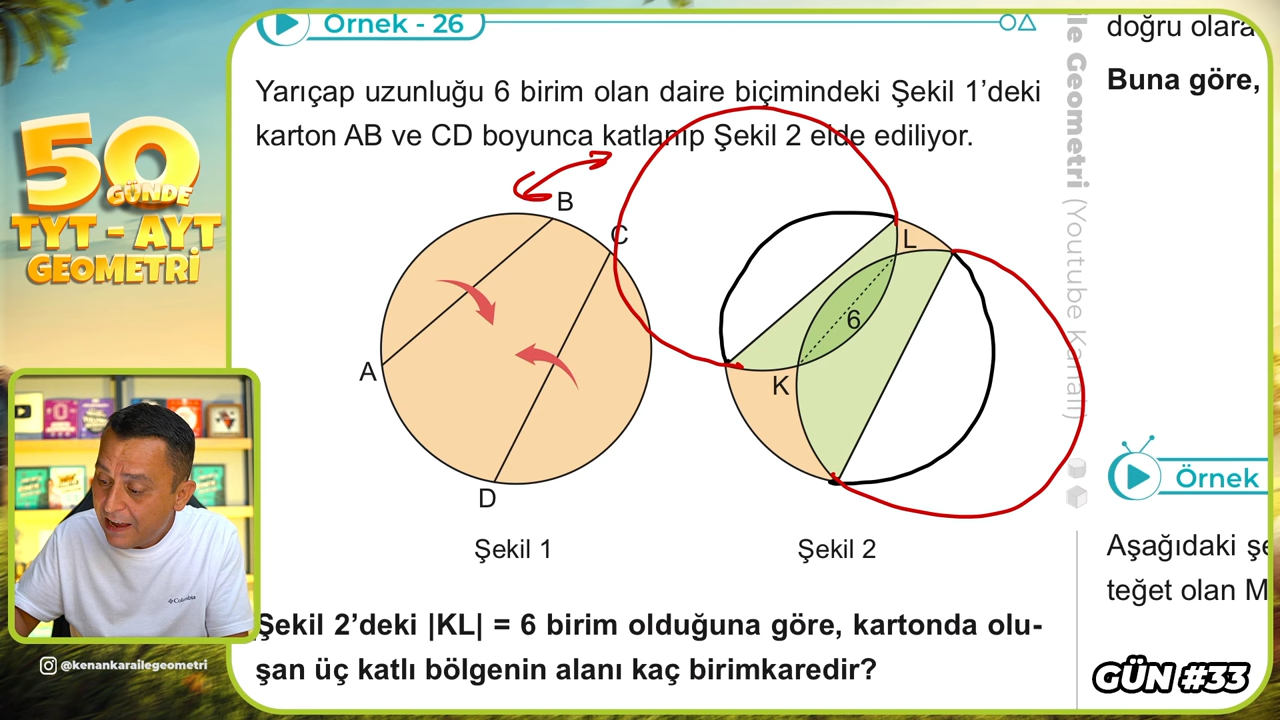 50
GÜNDE
TYT - AYT
GEOMETRİ
Örnek - 26
Yarıçap uzunluğu 6 birim olan daire biçimindeki Şekil 1’deki
karton AB ve CD boyunca katlanıp Şekil 2 elde ediliyor.
B
C
A
D
L
6
K
Şekil 1
Şekil 2
Şekil 2’deki |KL| = 6 birim olduğuna göre, kartonda olu-
şan üç katlı bölgenin alanı kaç birimkaredir?
ile Geometri (Youtube Kanalı)
doğru olara
Buna göre,
Örnek
Aşağıdaki şe
teğet olan M
GÜN #33
Columbia
@kenankarailegeometri